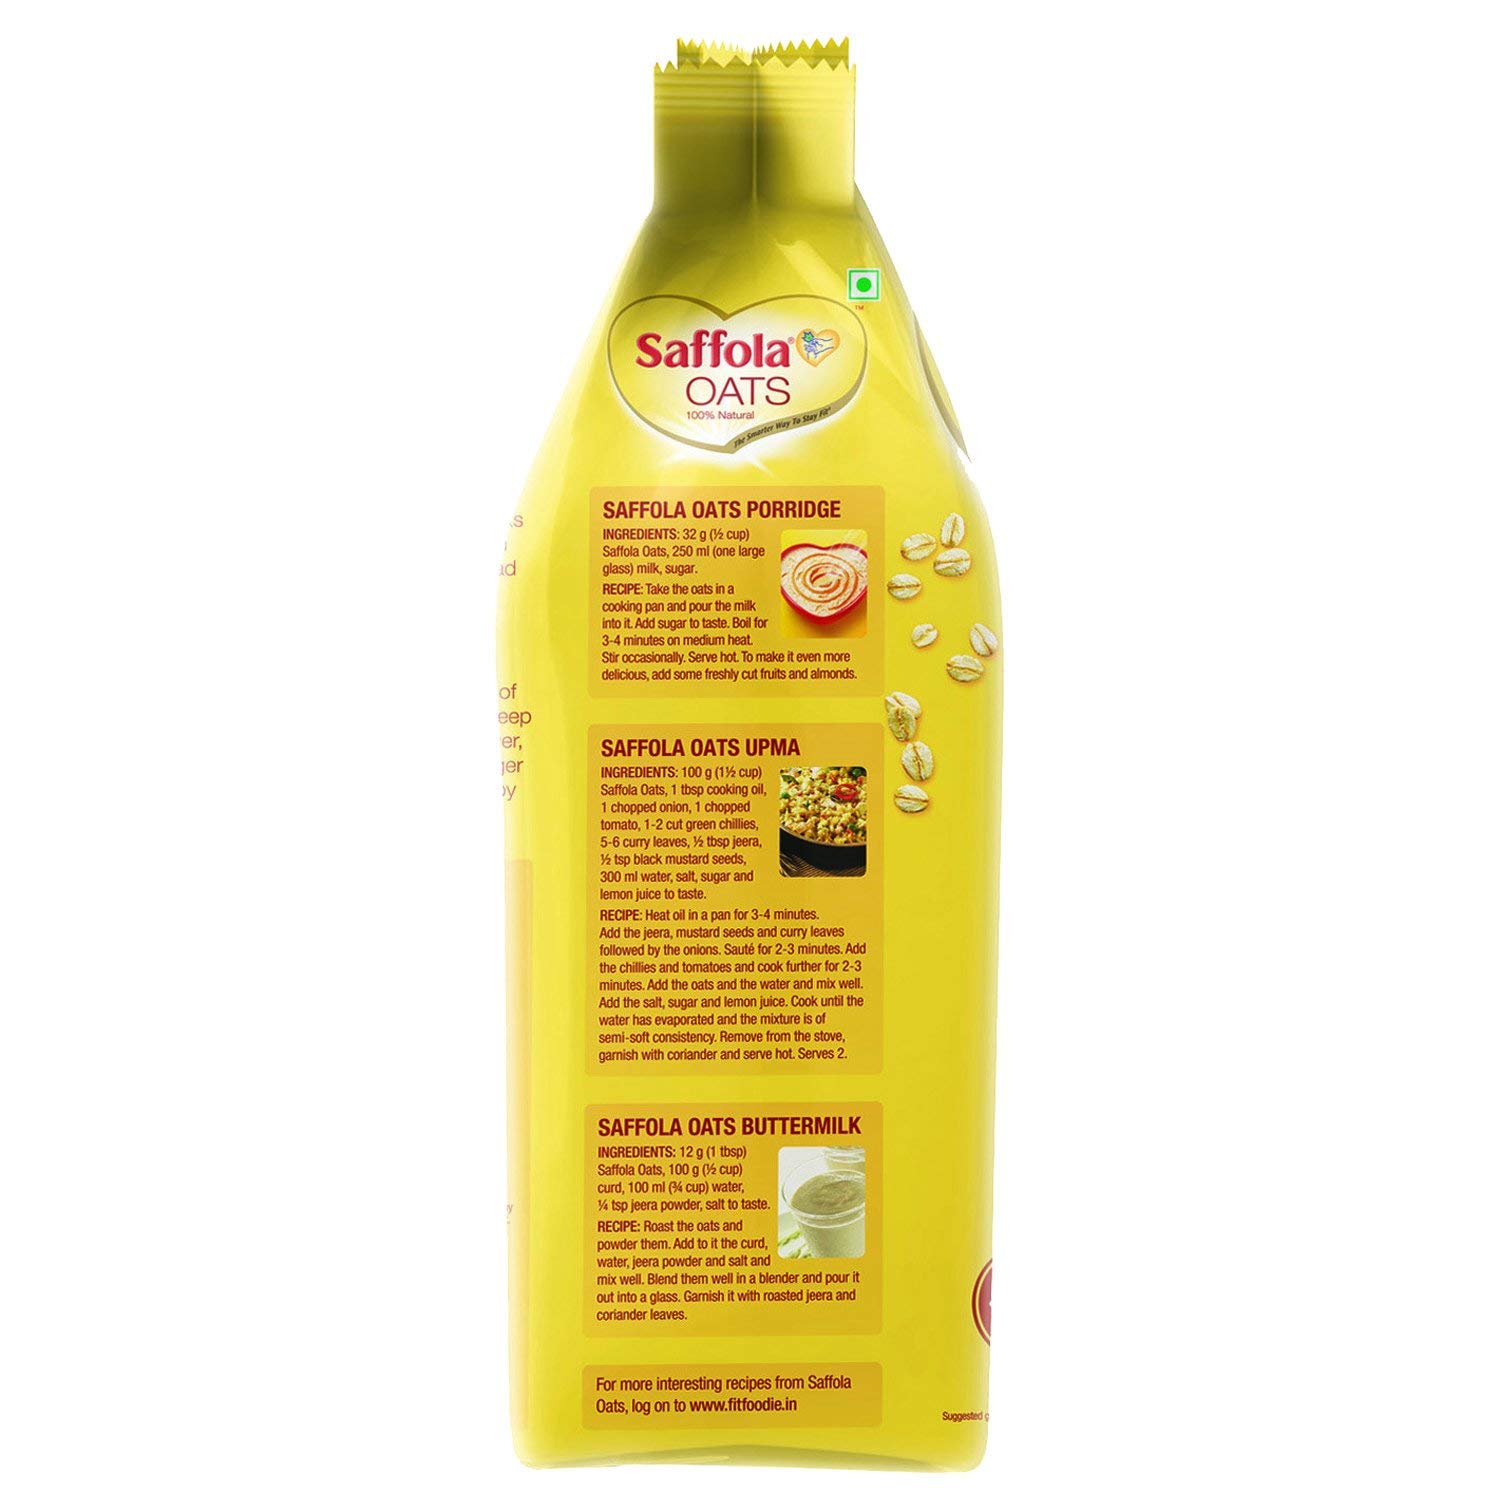 Saffola®
OATS
100% Natural
The Smarter Way To Stay Fit*
TM
SAFFOLA OATS PORRIDGE
INGREDIENTS: 32 g (½ cup)
Saffola Oats, 250 ml (one large
glass) milk, sugar.
RECIPE: Take the oats in a
cooking pan and pour the milk
into it. Add sugar to taste. Boil for
3-4 minutes on medium heat.
Stir occasionally. Serve hot. To make it even more
delicious, add some freshly cut fruits and almonds.
SAFFOLA OATS UPMA
INGREDIENTS: 100 g (1½ cup)
Saffola Oats, 1 tbsp cooking oil,
1 chopped onion, 1 chopped
tomato, 1-2 cut green chillies,
5-6 curry leaves, ½ tbsp jeera,
½ tsp black mustard seeds,
300 ml water, salt, sugar and
lemon juice to taste.
RECIPE: Heat oil in a pan for 3-4 minutes.
Add the jeera, mustard seeds and curry leaves
followed by the onions. Sauté for 2-3 minutes. Add
the chillies and tomatoes and cook further for 2-3
minutes. Add the oats and the water and mix well.
Add the salt, sugar and lemon juice. Cook until the
water has evaporated and the mixture is of
semi-soft consistency. Remove from the stove,
garnish with coriander and serve hot. Serves 2.
SAFFOLA OATS BUTTERMILK
INGREDIENTS: 12 g (1 tbsp)
Saffola Oats, 100 g (½ cup)
curd, 100 ml (¾ cup) water,
¼ tsp jeera powder, salt to taste.
RECIPE: Roast the oats and
powder them. Add to it the curd,
water, jeera powder and salt and
mix well. Blend them well in a blender and pour it
out into a glass. Garnish it with roasted jeera and
coriander leaves.
For more interesting recipes from Saffola
Oats, log on to www.fitfoodie.in
of
Suggested